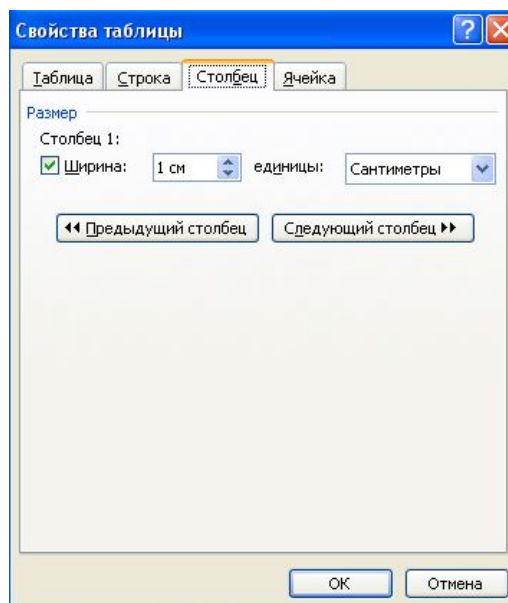 Свойства таблицы
Таблица Строка Столбец Ячейка
Размер
Столбец 1:
Ширина: 1 см единицы: Сантиметры
Предыдущий столбец Следующий столбец
ОК Отмена